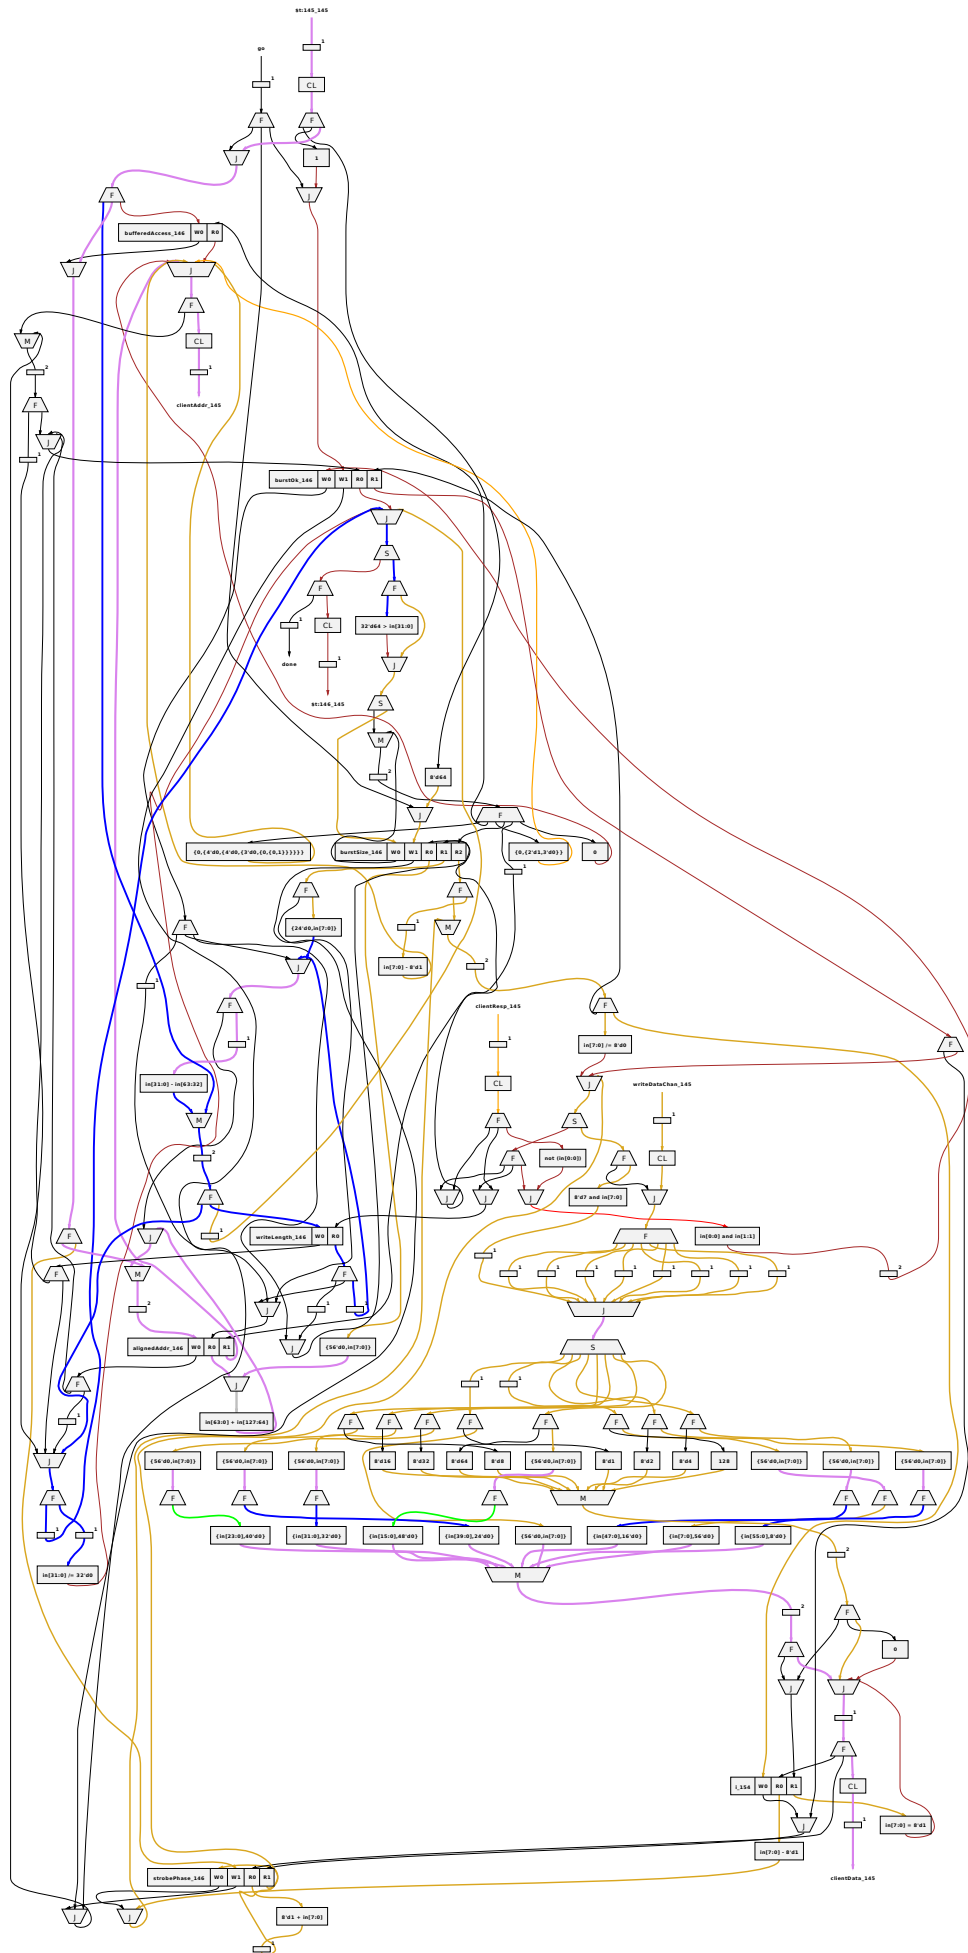 $t:145_145
1
go
1
CL
F
F
J
1
F
J
bufferedAccess_146 W0 R0
J
J
F
M
CL
2
1
F
clientAddr_145
J
1
burstOk_146 W0 W1 R0 R1
J
S
F
F
1
CL
32'd64 > in[31:0]
done
1
J
$t:146_145
S
M
2
8'd64
J
F
{0,{4'd0,{4'd0,{3'd0,{0,{0,1}}}}}}
burstSize_146 W0 W1 R0 R1 R2
{0,{2'd1,3'd0}}
0
1
F
F
F
{24'd0,in[7:0]}
1
M
J
in[7:0] - 8'd1
2
1
F
clientResp_145
F
1
1
in[7:0] /= 8'd0
F
in[31:0] - in[63:32]
CL
J
writeDataChan_145
M
F
S
1
2
F
not (in[0:0])
F
CL
F
J
J
J
8'd7 and in[7:0]
J
1
F
J
writeLength_146 W0 R0
F
in[0:0] and in[1:1]
1
F
M
F
1
1
1
1
1
1
1
1
2
2
J
1
1
J
alignedAddr_146 W0 R0 R1
J
{56'd0,in[7:0]}
S
F
J
1
1
1
in[63:0] + in[127:64]
F
F
F
F
F
F
F
F
J
{56'd0,in[7:0]}
{56'd0,in[7:0]}
{56'd0,in[7:0]}
8'd16
8'd32
8'd64
8'd8
{56'd0,in[7:0]}
8'd1
8'd2
8'd4
128
{56'd0,in[7:0]}
{56'd0,in[7:0]}
{56'd0,in[7:0]}
F
F
F
F
F
M
F
F
F
1
1
{in[23:0],40'd0}
{in[31:0],32'd0}
{in[15:0],48'd0}
{in[39:0],24'd0}
{56'd0,in[7:0]}
{in[47:0],16'd0}
{in[7:0],56'd0}
{in[55:0],8'd0}
in[31:0] /= 32'd0
M
2
2
F
F
0
J
J
1
F
i_154 W0 R0 R1
CL
J
1
in[7:0] = 8'd1
in[7:0] - 8'd1
strobePhase_146 W0 W1 R0 R1
clientData_145
J
J
8'd1 + in[7:0]
1